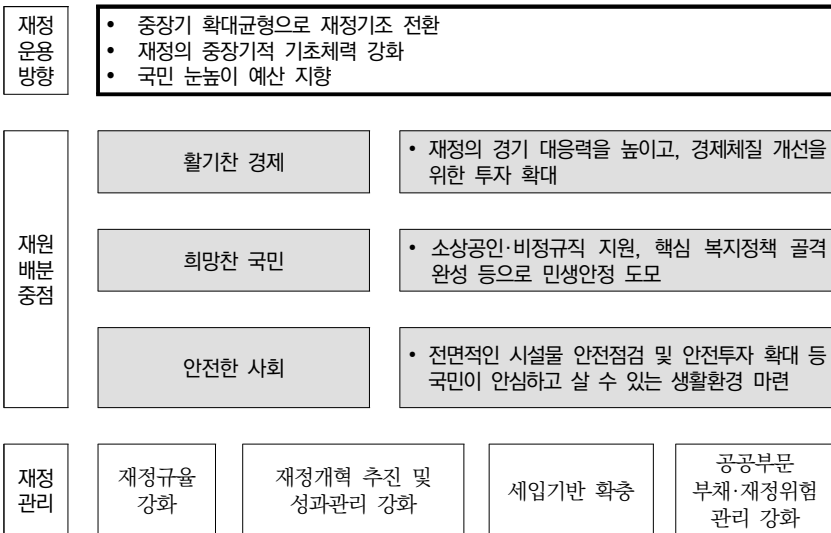 재정
운용
방향
• 중장기 확대균형으로 재정기조 전환
• 재정의 중장기적 기초체력 강화
• 국민 눈높이 예산 지향
재원
배분
중점
활기찬 경제
• 재정의 경기 대응력을 높이고, 경제체질 개선을
위한 투자 확대
희망찬 국민
• 소상공인·비정규직 지원, 핵심 복지정책 골격
완성 등으로 민생안정 도모
안전한 사회
• 전면적인 시설물 안전점검 및 안전투자 확대 등
국민이 안심하고 살 수 있는 생활환경 마련
재정
관리
재정규율
강화
재정개혁 추진 및
성과관리 강화
세입기반 확충
공공부문
부채·재정위험
관리 강화